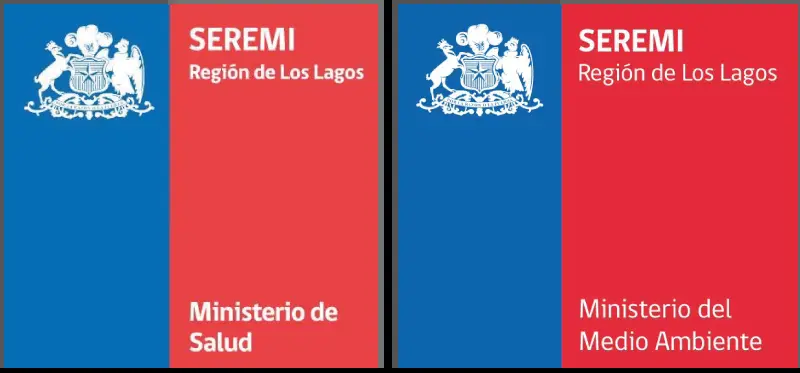 SEREMI
Región de Los Lagos
Ministerio de
Salud
SEREMI
Región de Los Lagos
Ministerio del
Medio Ambiente